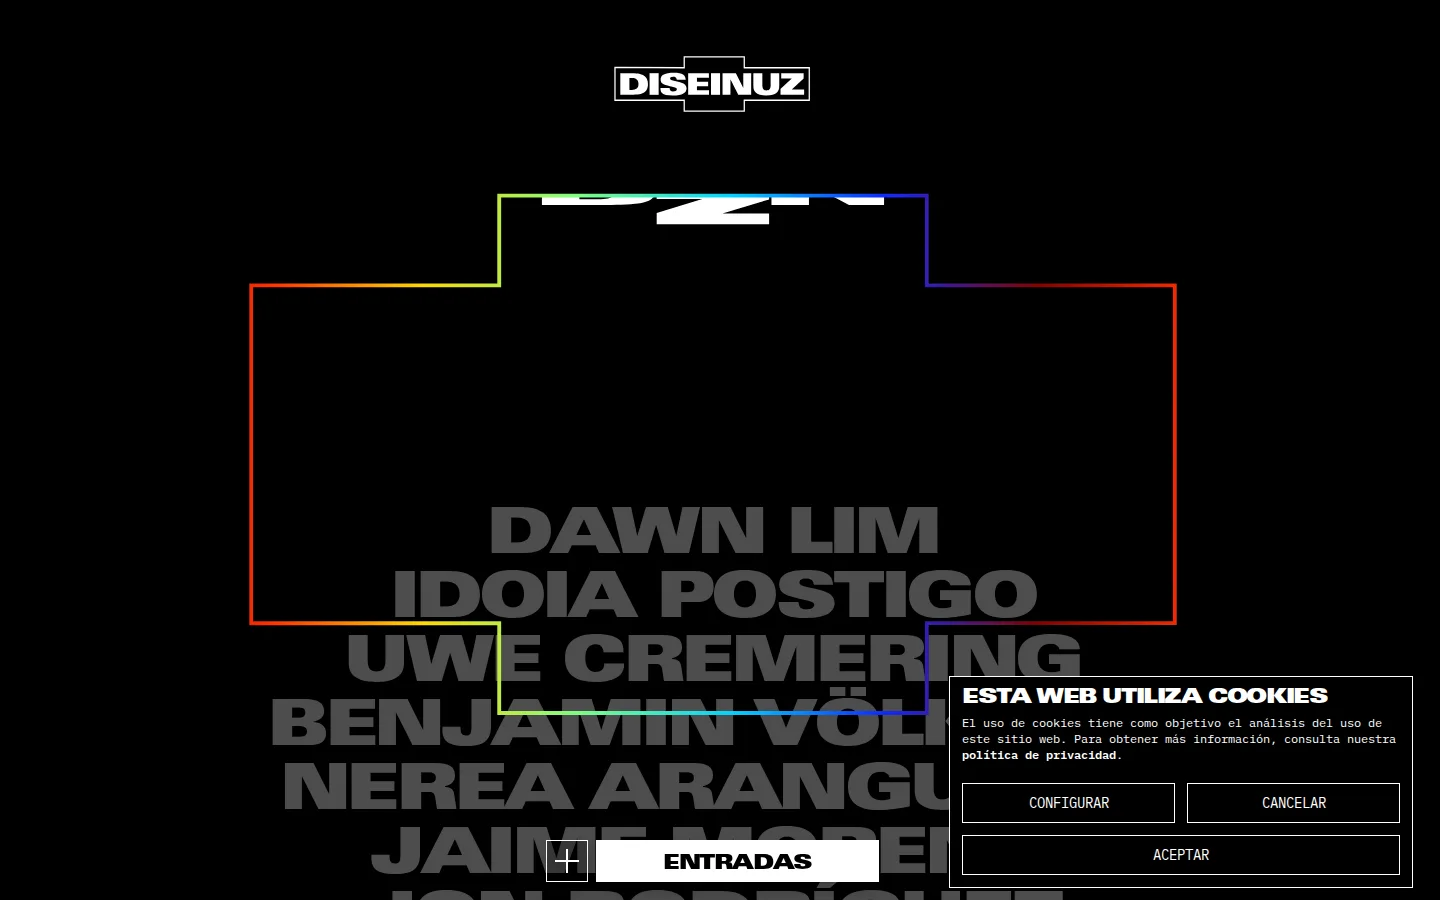 DISEINUZ
DAWN LIM
IDOIA POSTIGO
UWE CREMERING
BENJAMIN
NEREA
JAIME
ENTRADAS
ESTA WEB UTILIZA COOKIES
El uso de cookies tiene como objetivo el análisis del uso de
este sitio web. Para obtener más información, consulta nuestra
política de privacidad.
CONFIGURAR
CANCELAR
ACEPTAR